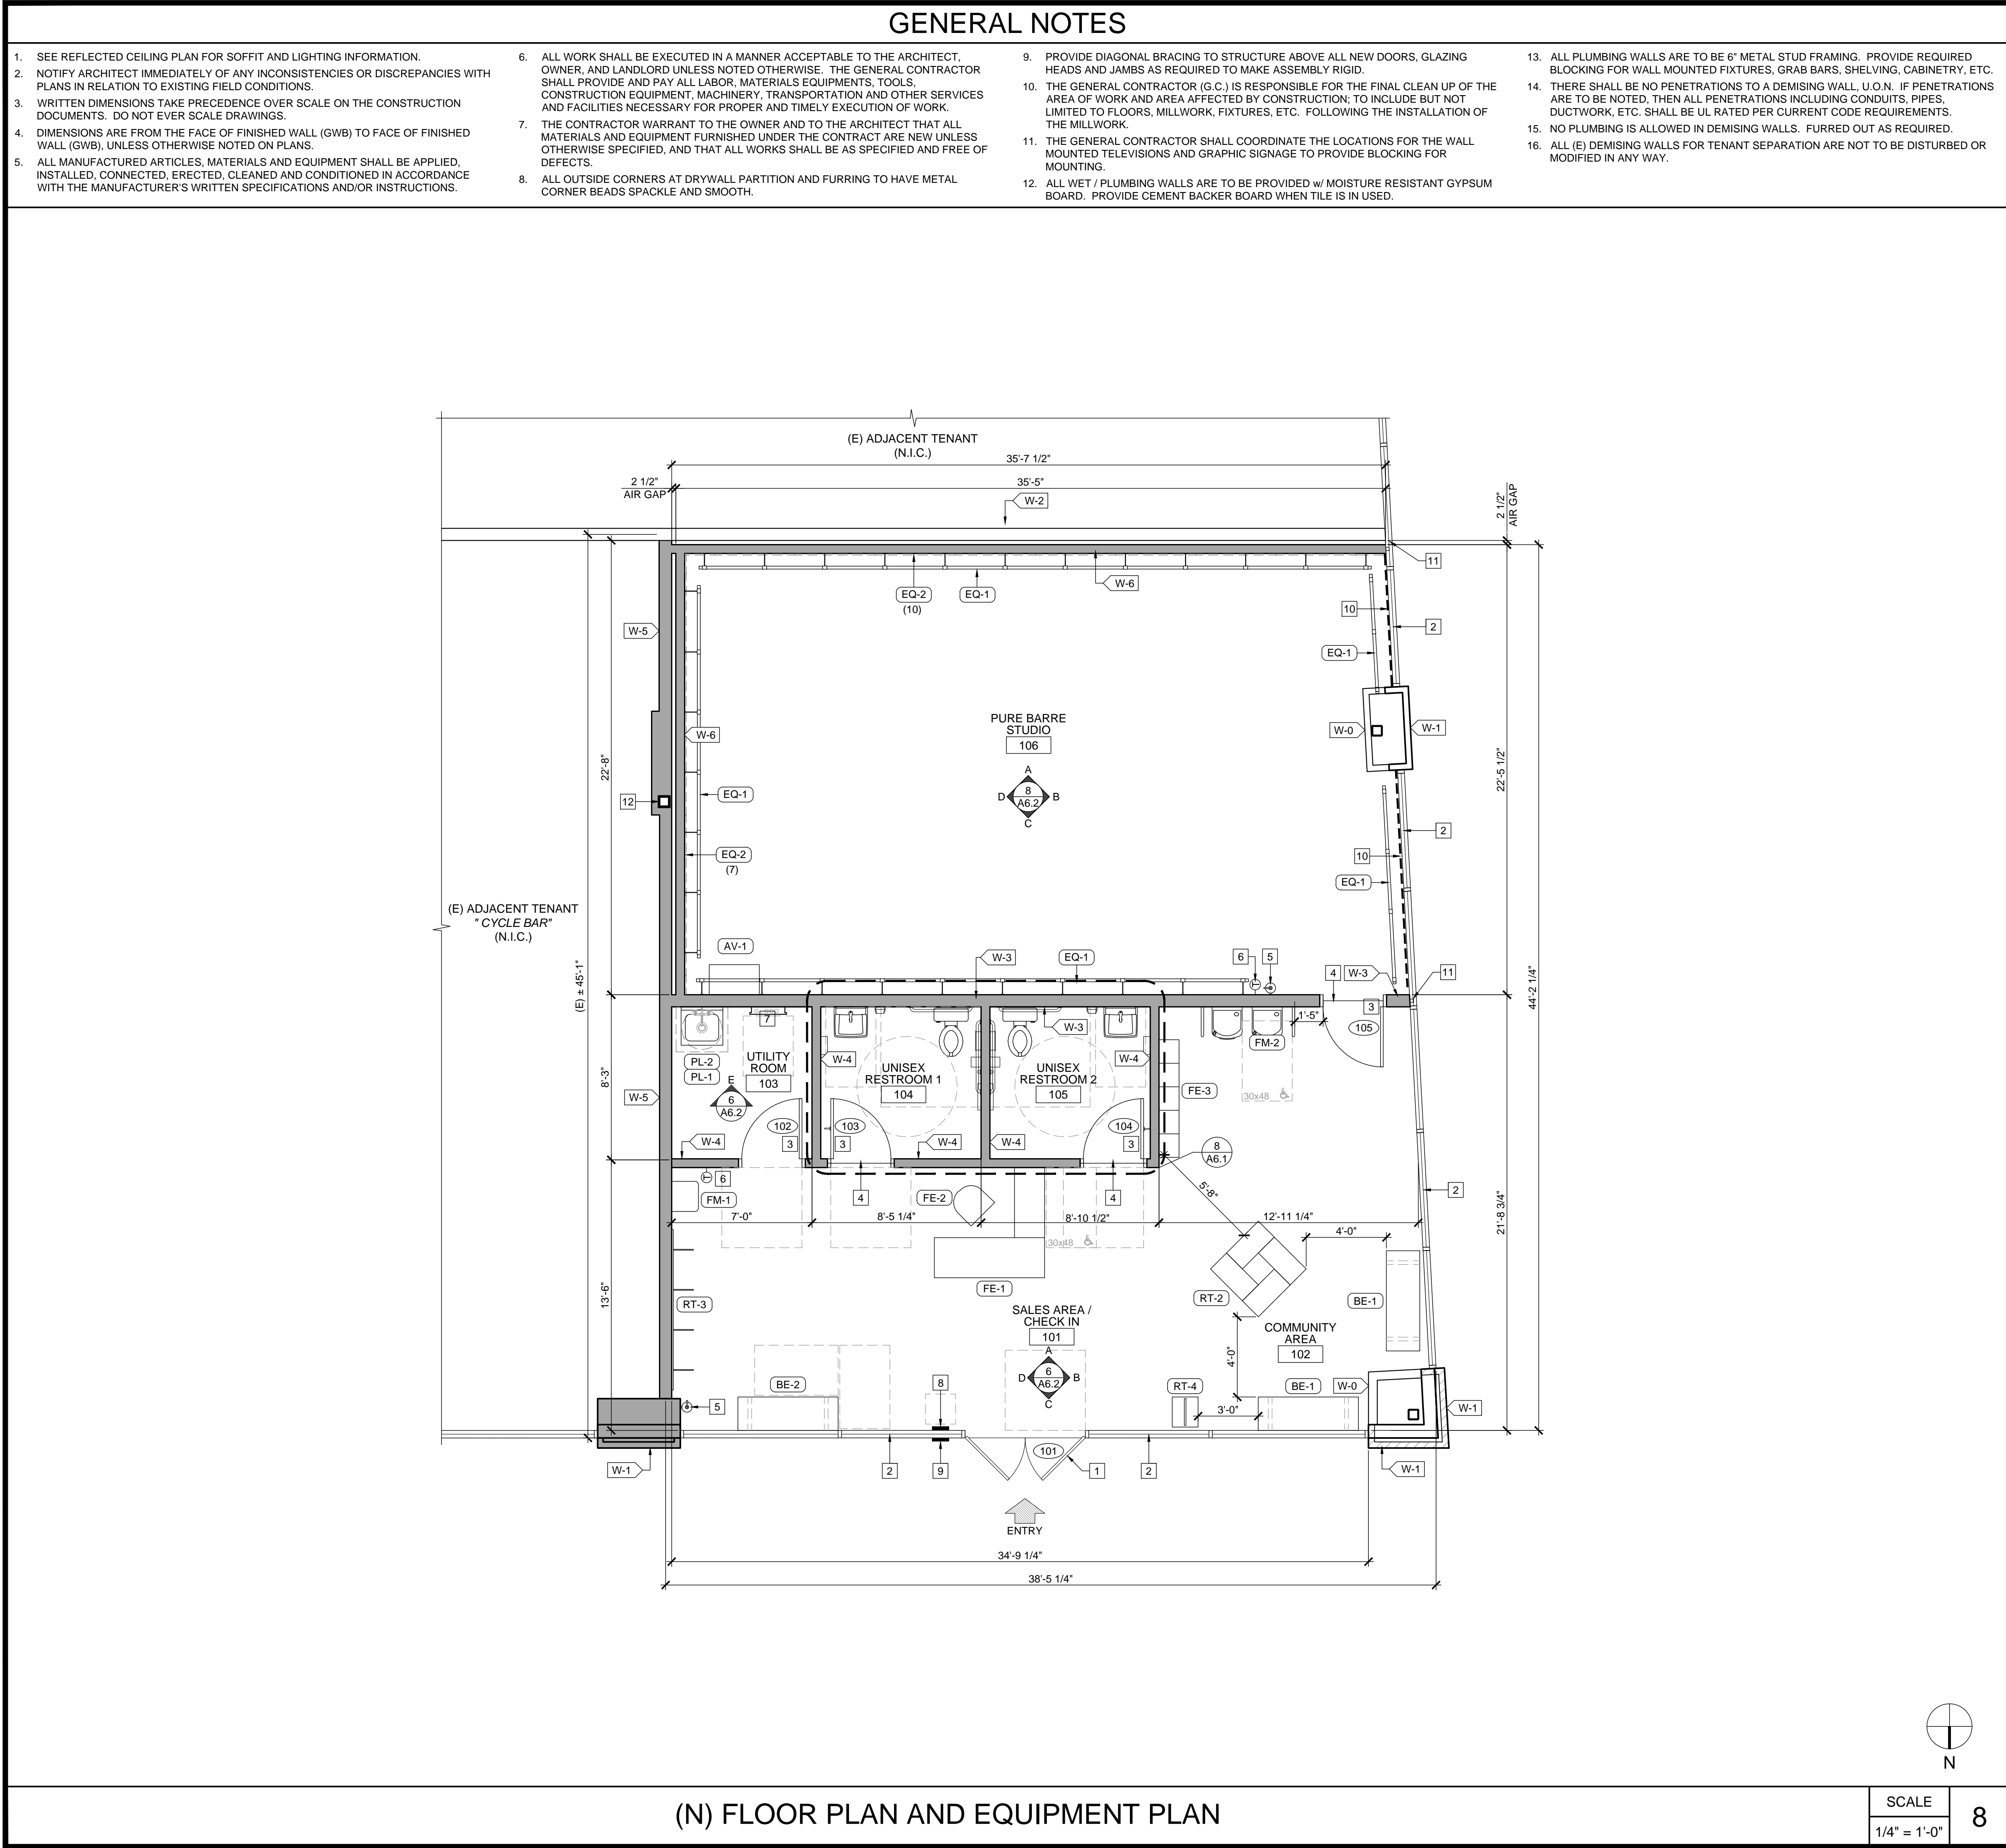 GENERAL NOTES
1. SEE REFLECTED CEILING PLAN FOR SOFFIT AND LIGHTING INFORMATION.
2. NOTIFY ARCHITECT IMMEDIATELY OF ANY INCONSISTENCIES OR DISCREPANCIES WITH
PLANS IN RELATION TO EXISTING FIELD CONDITIONS.
3. WRITTEN DIMENSIONS TAKE PRECEDENCE OVER SCALE ON THE CONSTRUCTION
DOCUMENTS. DO NOT EVER SCALE DRAWINGS.
4. DIMENSIONS ARE FROM THE FACE OF FINISHED WALL (GWB) TO FACE OF FINISHED
WALL (GWB), UNLESS OTHERWISE NOTED ON PLANS.
5. ALL MANUFACTURED ARTICLES, MATERIALS AND EQUIPMENT SHALL BE APPLIED,
INSTALLED, CONNECTED, ERECTED, CLEANED AND CONDITIONED IN ACCORDANCE
WITH THE MANUFACTURER'S WRITTEN SPECIFICATIONS AND/OR INSTRUCTIONS.
6. ALL WORK SHALL BE EXECUTED IN A MANNER ACCEPTABLE TO THE ARCHITECT,
OWNER, AND LANDLORD UNLESS NOTED OTHERWISE. THE GENERAL CONTRACTOR
SHALL PROVIDE AND PAY ALL LABOR, MATERIALS EQUIPMENTS, TOOLS,
CONSTRUCTION EQUIPMENT, MACHINERY, TRANSPORTATION AND OTHER SERVICES
AND FACILITIES NECESSARY FOR PROPER AND TIMELY EXECUTION OF WORK.
7. THE CONTRACTOR WARRANT TO THE OWNER AND TO THE ARCHITECT THAT ALL
MATERIALS AND EQUIPMENT FURNISHED UNDER THE CONTRACT ARE NEW UNLESS
OTHERWISE SPECIFIED, AND THAT ALL WORKS SHALL BE AS SPECIFIED AND FREE OF
DEFECTS.
8. ALL OUTSIDE CORNERS AT DRYWALL PARTITION AND FURRING TO HAVE METAL
CORNER BEADS SPACKLE AND SMOOTH.
9. PROVIDE DIAGONAL BRACING TO STRUCTURE ABOVE ALL NEW DOORS, GLAZING
HEADS AND JAMBS AS REQUIRED TO MAKE ASSEMBLY RIGID.
10. THE GENERAL CONTRACTOR (G.C.) IS RESPONSIBLE FOR THE FINAL CLEAN UP OF THE
AREA OF WORK AND AREA AFFECTED BY CONSTRUCTION; TO INCLUDE BUT NOT
LIMITED TO FLOORS, MILLWORK, FIXTURES, ETC. FOLLOWING THE INSTALLATION OF
THE MILLWORK.
11. THE GENERAL CONTRACTOR SHALL COORDINATE THE LOCATIONS FOR THE WALL
MOUNTED TELEVISIONS AND GRAPHIC SIGNAGE TO PROVIDE BLOCKING FOR
MOUNTING.
12. ALL WET / PLUMBING WALLS ARE TO BE PROVIDED w/ MOISTURE RESISTANT GYPSUM
BOARD. PROVIDE CEMENT BACKER BOARD WHEN TILE IS IN USED.
13. ALL PLUMBING WALLS ARE TO BE 6" METAL STUD FRAMING. PROVIDE REQUIRED
BLOCKING FOR WALL MOUNTED FIXTURES, GRAB BARS, SHELVING, CABINETRY, ETC.
14. THERE SHALL BE NO PENETRATIONS TO A DEMISING WALL, U.O.N. IF PENETRATIONS
ARE TO BE NOTED, THEN ALL PENETRATIONS INCLUDING CONDUITS, PIPES,
DUCTWORK, ETC. SHALL BE UL RATED PER CURRENT CODE REQUIREMENTS.
15. NO PLUMBING IS ALLOWED IN DEMISING WALLS. FURRED OUT AS REQUIRED.
16. ALL (E) DEMISING WALLS FOR TENANT SEPARATION ARE NOT TO BE DISTURBED OR
MODIFIED IN ANY WAY.
(E) ADJACENT TENANT
(N.I.C.)
35'-7 1/2"
2 1/2"
AIR GAP
35'-5"
W-2
2 1/2"
AIR GAP
11
EQ-2
(10)
EQ-1
W-6
10
2
W-5
EQ-1
PURE BARRE
STUDIO
106
W-0
W-1
W-6
22'-8"
22'-5 1/2"
A
D
8
B
A6.2
C
12
EQ-1
2
EQ-2
(7)
10
EQ-1
(E) ADJACENT TENANT
" CYCLE BAR"
(N.I.C.)
AV-1
W-3
EQ-1
6
5
4
W-3
11
(E) ± 45'-1"
44'-2 1/4"
3
7
1'-5"
105
W-3
FM-2
PL-2
PL-1
UTILITY
ROOM
103
W-4
UNISEX
RESTROOM 1
104
UNISEX
RESTROOM 2
105
W-4
8'-3"
W-5
E
6
A6.2
FE-3
30x48
102
3
103
3
104
3
W-4
W-4
W-4
8
A6.1
6
FM-1
4
FE-2
4
5'-8"
2
7'-0"
8'-5 1/4"
8'-10 1/2"
12'-11 1/4"
21'-8 3/4"
4'-0"
30x48
FE-1
RT-2
BE-1
13'-6"
RT-3
SALES AREA /
CHECK IN
101
COMMUNITY
AREA
102
4'-0"
A
D
6
B
A6.2
C
BE-2
8
RT-4
BE-1
W-0
5
3'-0"
W-1
W-1
2
9
101
1
2
W-1
ENTRY
34'-9 1/4"
38'-5 1/4"
N
(N) FLOOR PLAN AND EQUIPMENT PLAN
SCALE
1/4" = 1'-0"
8